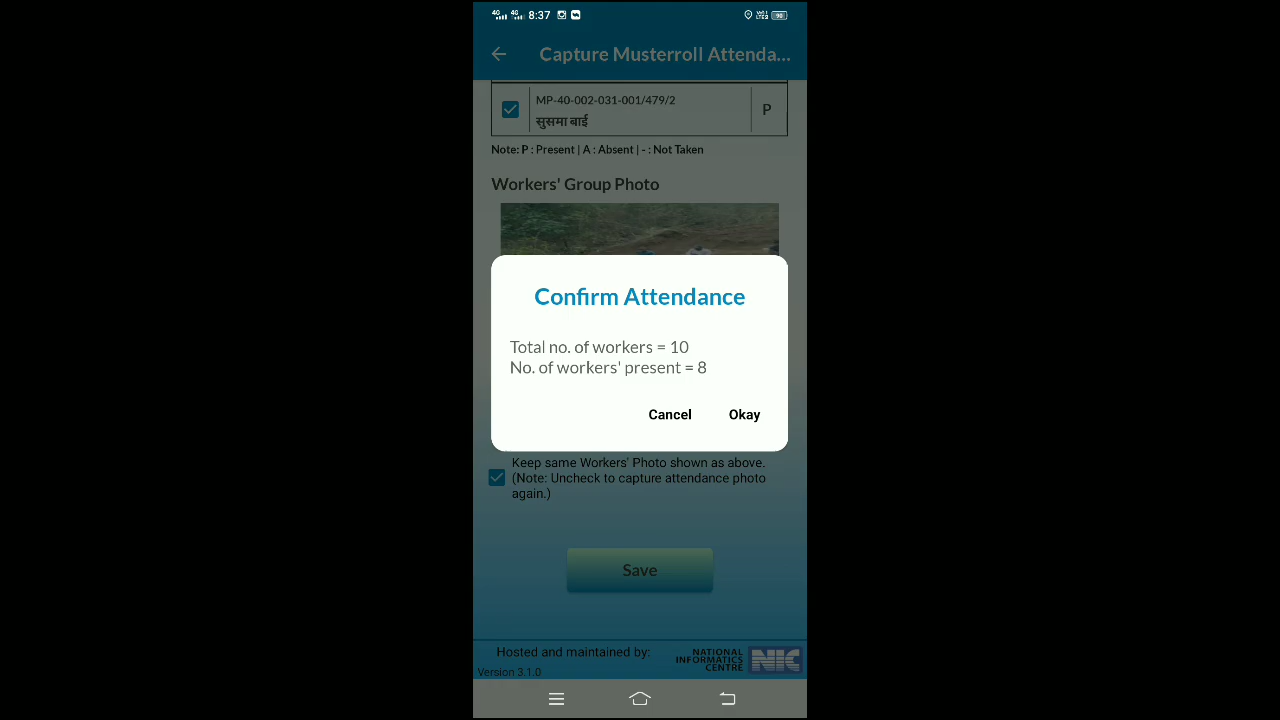 4G 4G 8:37 90
Capture Musterroll Attenda...
MP-40-002-031-001/479/2
सुसमा बाई
P
Note: P : Present | A : Absent | - : Not Taken
Workers' Group Photo
Confirm Attendance
Total no. of workers = 10
No. of workers' present = 8
Cancel Okay
Keep same Workers' Photo shown as above.
(Note: Uncheck to capture attendance photo
again.)
Save
Hosted and maintained by:
NATIONAL
INFORMATICS
CENTRE
NIC
Version 3.1.0